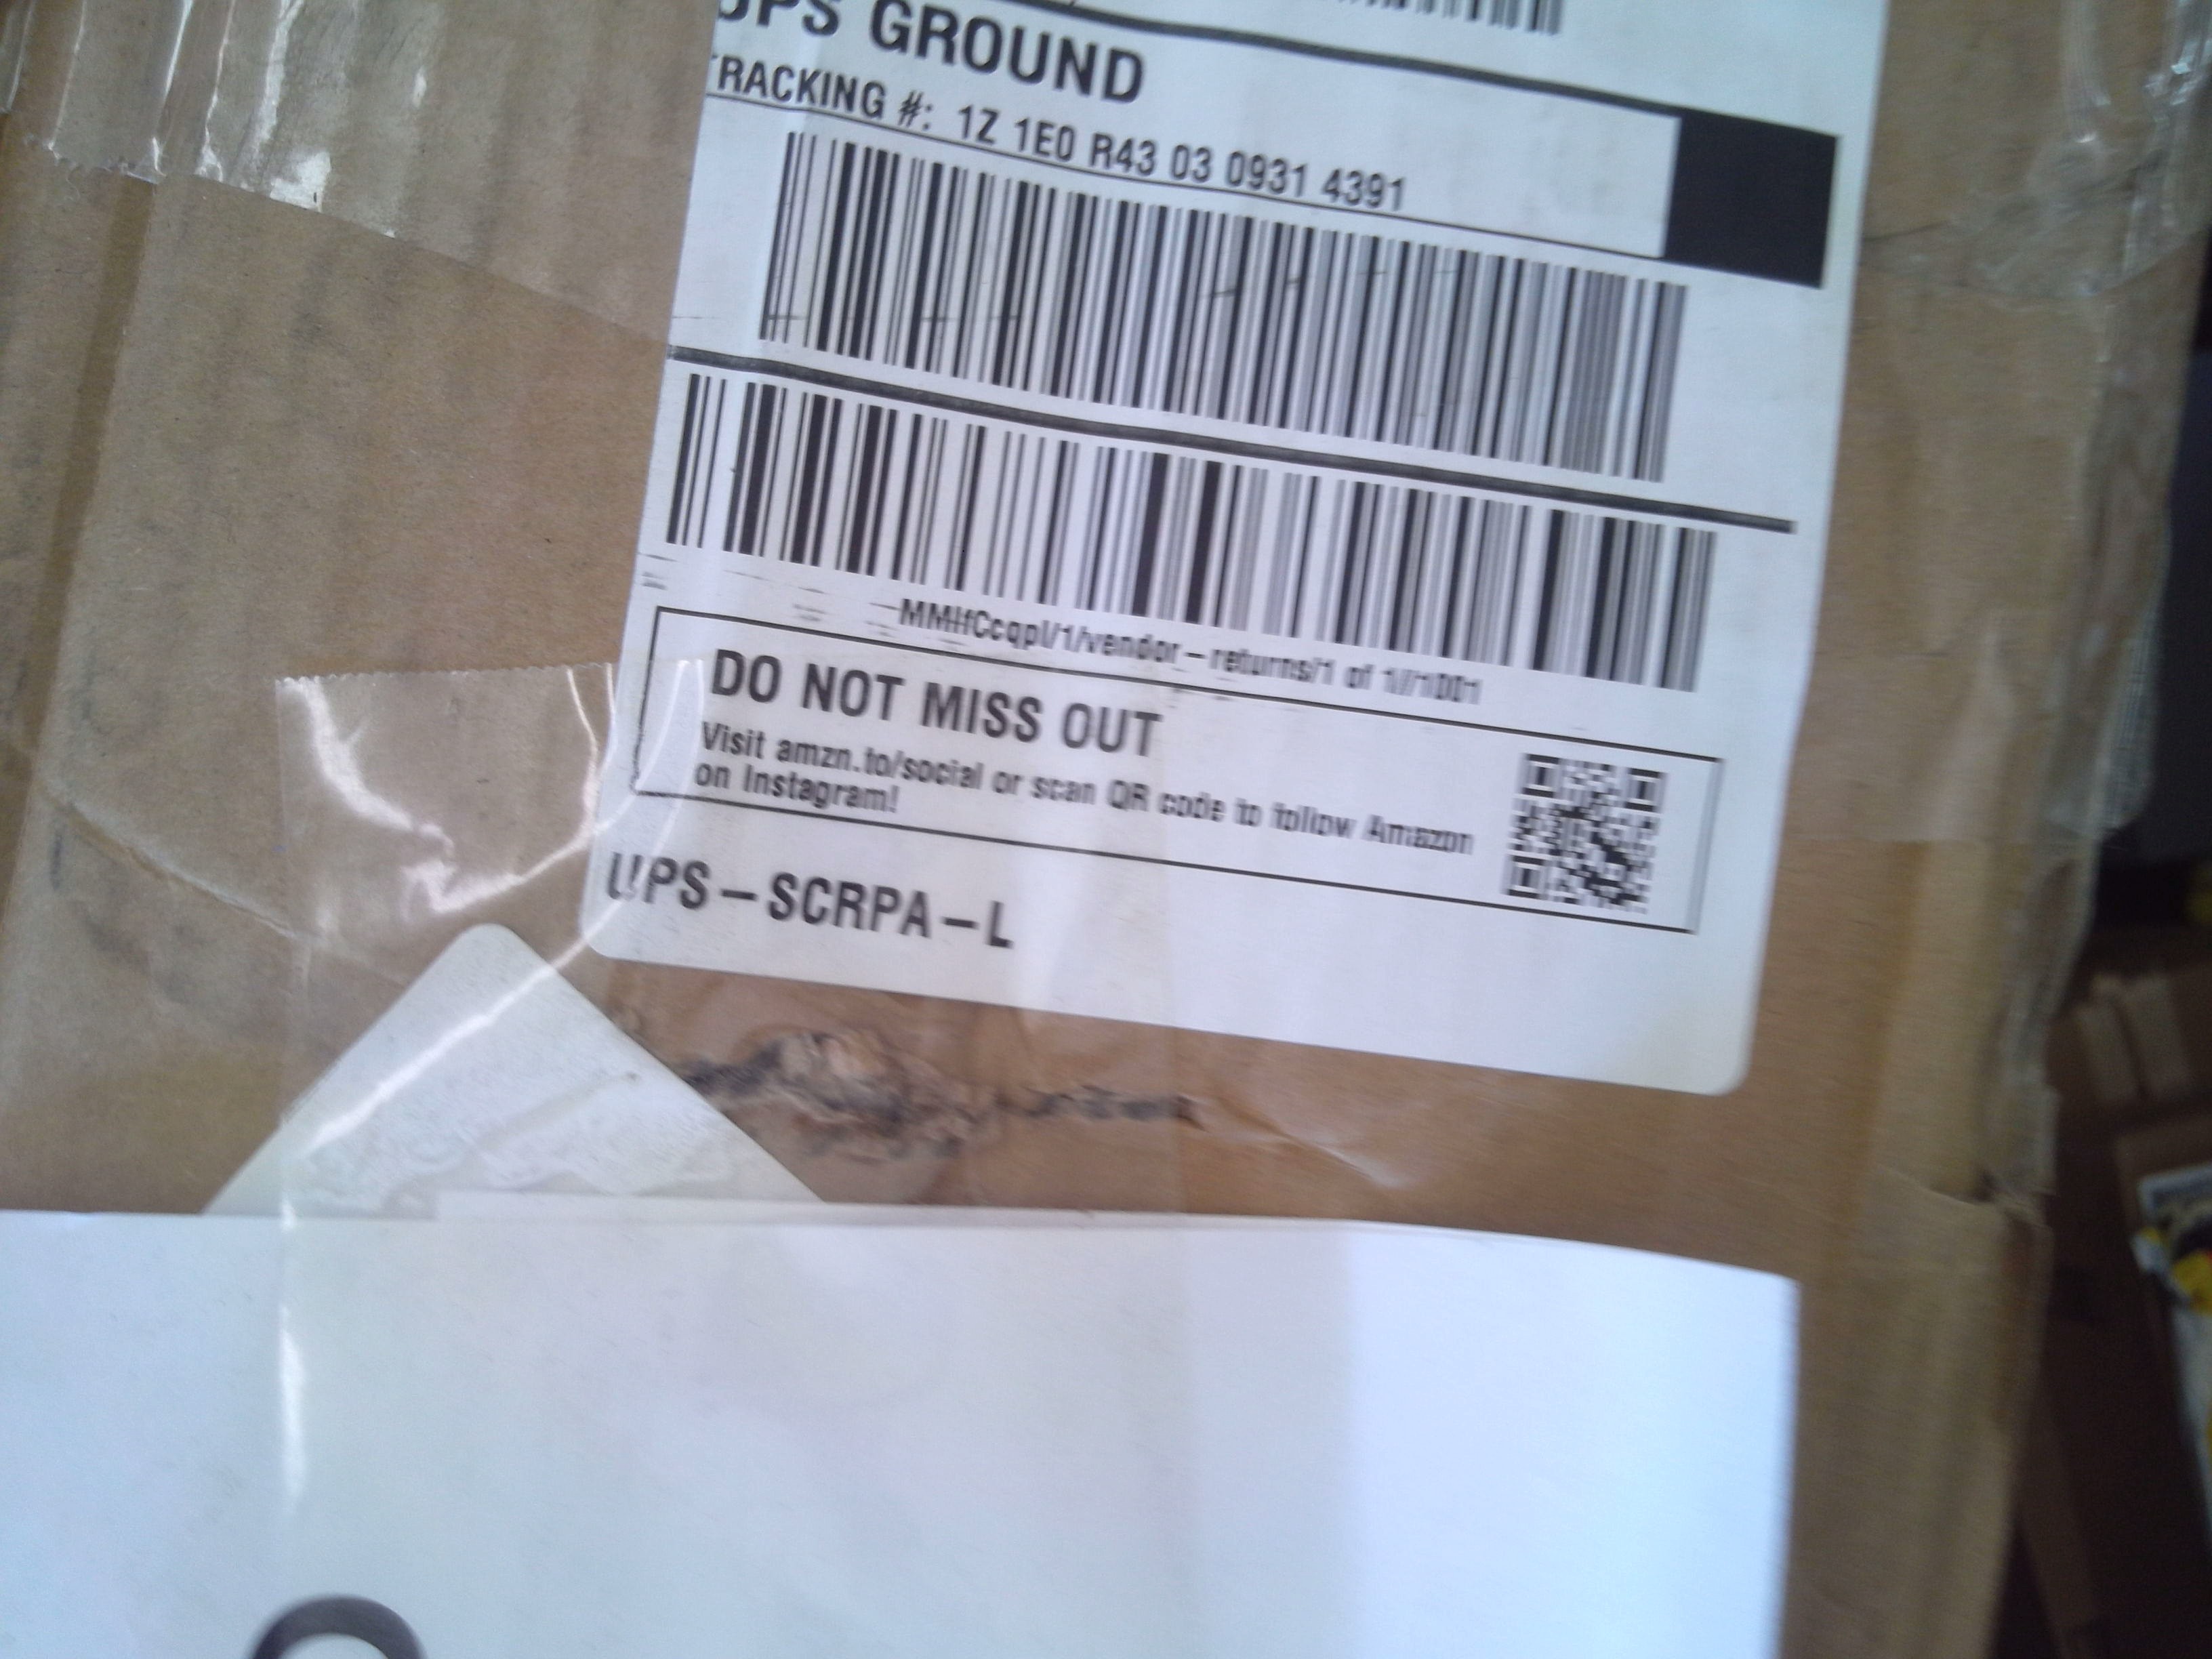 UPS GROUND
TRACKING #: 1Z 1E0 R43 03 0931 4391
/1/vendor-returns/1 of 1//1001
DO NOT MISS OUT
Visit amzn.to/social or scan QR code to follow Amazon
on Instagram!
UPS-SCRPA-L